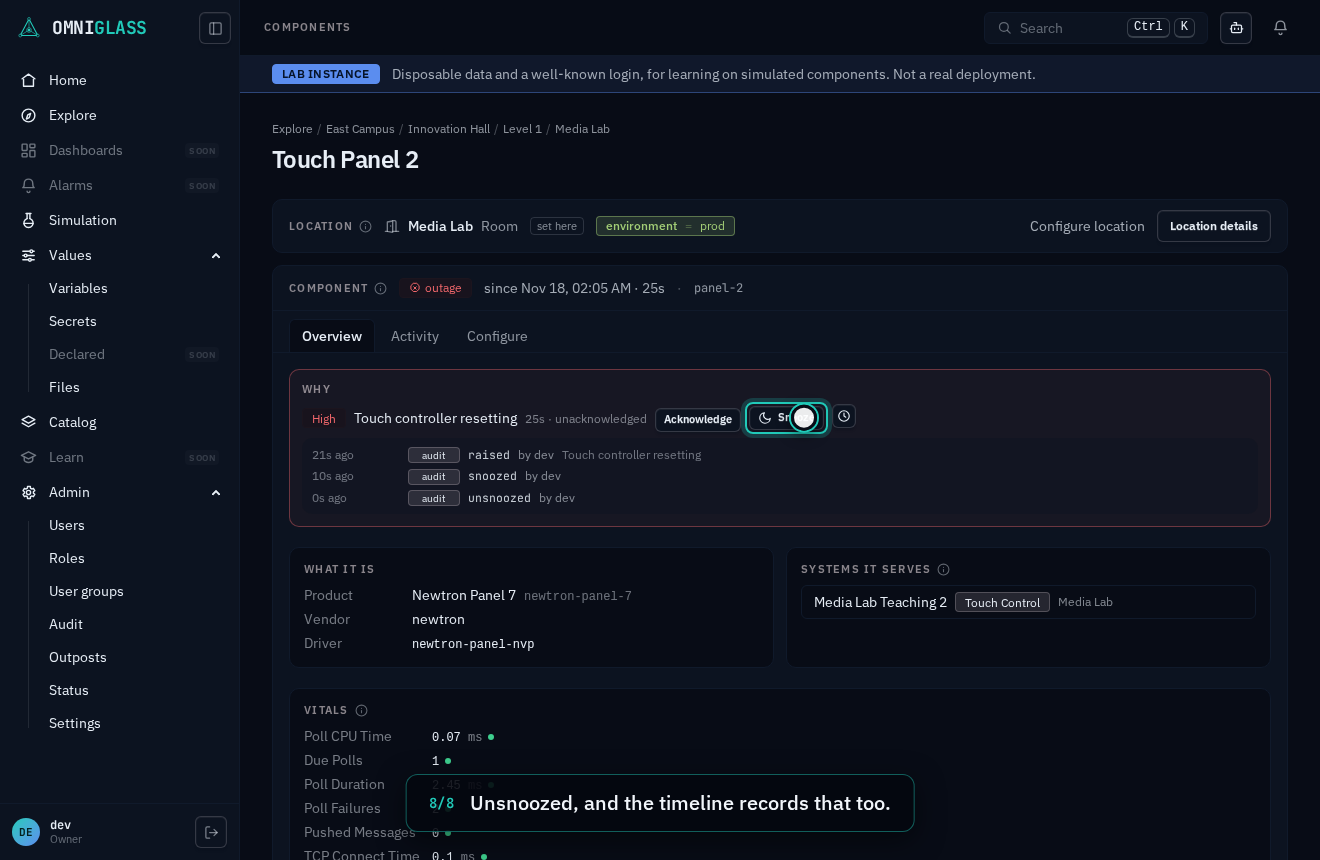 OMNIGLASS
COMPONENTS
Search
Ctrl K
LAB INSTANCE Disposable data and a well-known login, for learning on simulated components. Not a real deployment.
Home
Explore
Dashboards SOON
Alarms SOON
Simulation
Values
Variables
Secrets
Declared SOON
Files
Catalog
Learn SOON
Admin
Users
Roles
User groups
Audit
Outposts
Status
Settings
DE dev
Owner
Explore / East Campus / Innovation Hall / Level 1 / Media Lab
Touch Panel 2
LOCATION Media Lab Room set here environment = prod Configure location Location details
COMPONENT outage since Nov 18, 02:05 AM · 25s · panel-2
Overview Activity Configure
WHY
High Touch controller resetting 25s · unacknowledged Acknowledge
21s ago audit raised by dev Touch controller resetting
10s ago audit snoozed by dev
0s ago audit unsnoozed by dev
WHAT IT IS
Product Newtron Panel 7 newtron-panel-7
Vendor newtron
Driver newtron-panel-nvp
SYSTEMS IT SERVES
Media Lab Teaching 2 Touch Control Media Lab
VITALS
Poll CPU Time 0.07 ms
Due Polls 1
Poll Duration 2.45 ms
Poll Failures
Pushed Messages 0
TCP Connect Time 0.1 ms
8/8 Unsnoozed, and the timeline records that too.